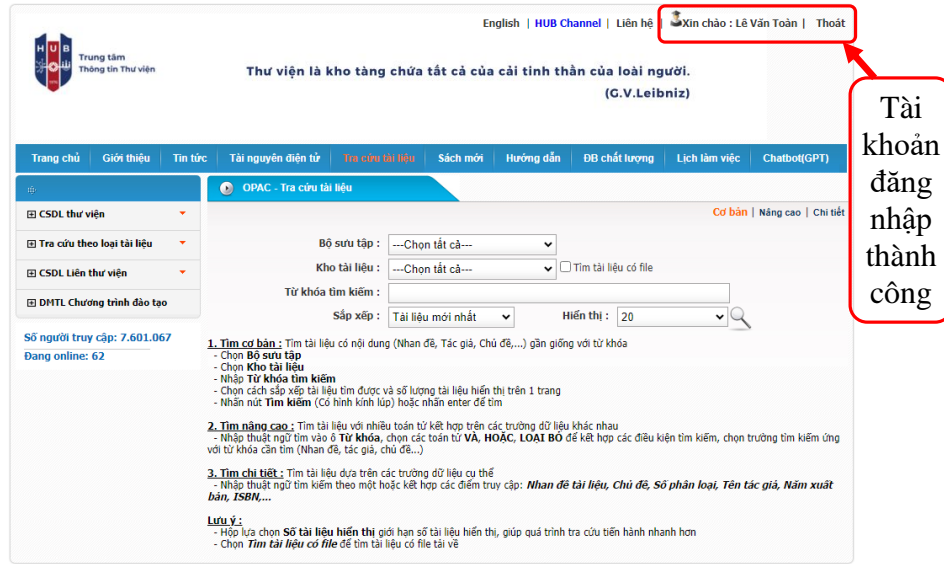 English | HUB Channel | Liên hệ | Xin chào : Lê Văn Toàn | Thoát
HUB
Trung tâm
Thông tin Thư viện
Thư viện là kho tàng chứa tất cả của cải tinh thần của loài người.
(G.V.Leibniz)
Tài
khoản
đăng
nhập
thành
công
Trang chủ Giới thiệu Tin tức Tài nguyên điện tử Tra cứu tài liệu Sách mới Hướng dẫn ĐB chất lượng Lịch làm việc Chatbot(GPT)
OPAC - Tra cứu tài liệu
Cơ bản | Nâng cao | Chi tiết
CSDL thư viện
Tra cứu theo loại tài liệu
CSDL Liên thư viện
DMTL Chương trình đào tạo
Số người truy cập: 7.601.067
Đang online: 62
Bộ sưu tập : ---Chọn tất cả---
Kho tài liệu : ---Chọn tất cả--- Tìm tài liệu có file
Từ khóa tìm kiếm :
Sắp xếp : Tài liệu mới nhất Hiển thị : 20
1. Tìm cơ bản : Tìm tài liệu có nội dung (Nhan đề, Tác giả, Chủ đề,...) gần giống với từ khóa
- Chọn Bộ sưu tập
- Chọn Kho tài liệu
- Nhập Từ khóa tìm kiếm
- Chọn cách sắp xếp tài liệu tìm được và số lượng tài liệu hiển thị trên 1 trang
- Nhấn nút Tìm kiếm (Có hình kính lúp) hoặc nhấn enter để tìm
2. Tìm nâng cao : Tìm tài liệu với nhiều toán tử kết hợp trên các trường dữ liệu khác nhau
- Nhập thuật ngữ tìm vào ô Từ khóa, chọn các toán tử VÀ, HOẶC, LOẠI BỎ để kết hợp các điều kiện tìm kiếm, chọn trường tìm kiếm ứng
với từ khóa cần tìm (Nhan đề, tác giả, chủ đề...)
3. Tìm chi tiết : Tìm tài liệu dựa trên các trường dữ liệu cụ thể
- Nhập thuật ngữ tìm kiếm theo một hoặc kết hợp các điểm truy cập: Nhan đề tài liệu, Chủ đề, Số phân loại, Tên tác giả, Năm xuất
bản, ISBN,...
Lưu ý :
- Hộp lựa chọn Số tài liệu hiển thị giới hạn số tài liệu hiển thị, giúp quá trình tra cứu tiến hành nhanh hơn
- Chọn Tìm tài liệu có file để tìm tài liệu có file tải về